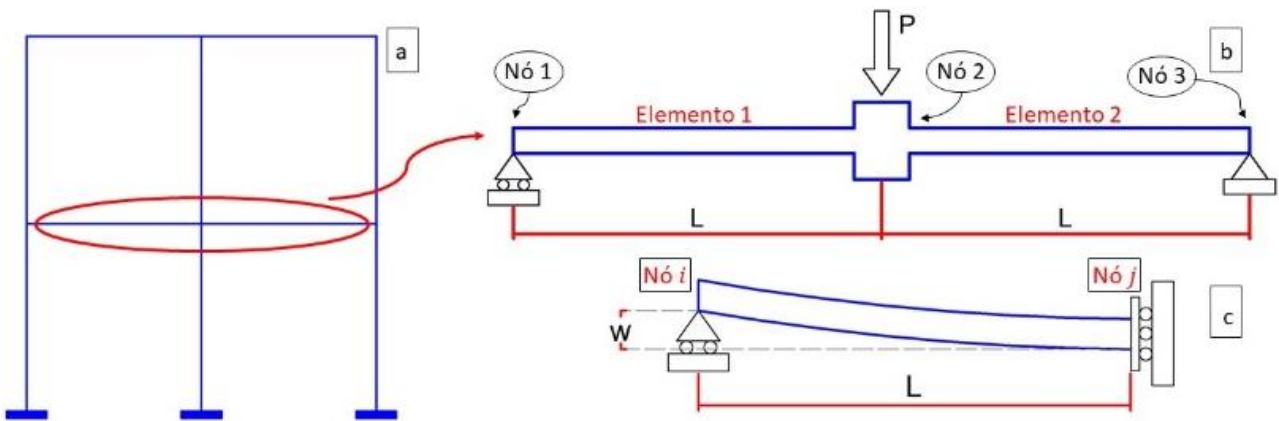 a
P
b
Nó 1
Nó 2
Nó 3
Elemento 1
Elemento 2
L
L
Nó i
Nó j
c
W
L